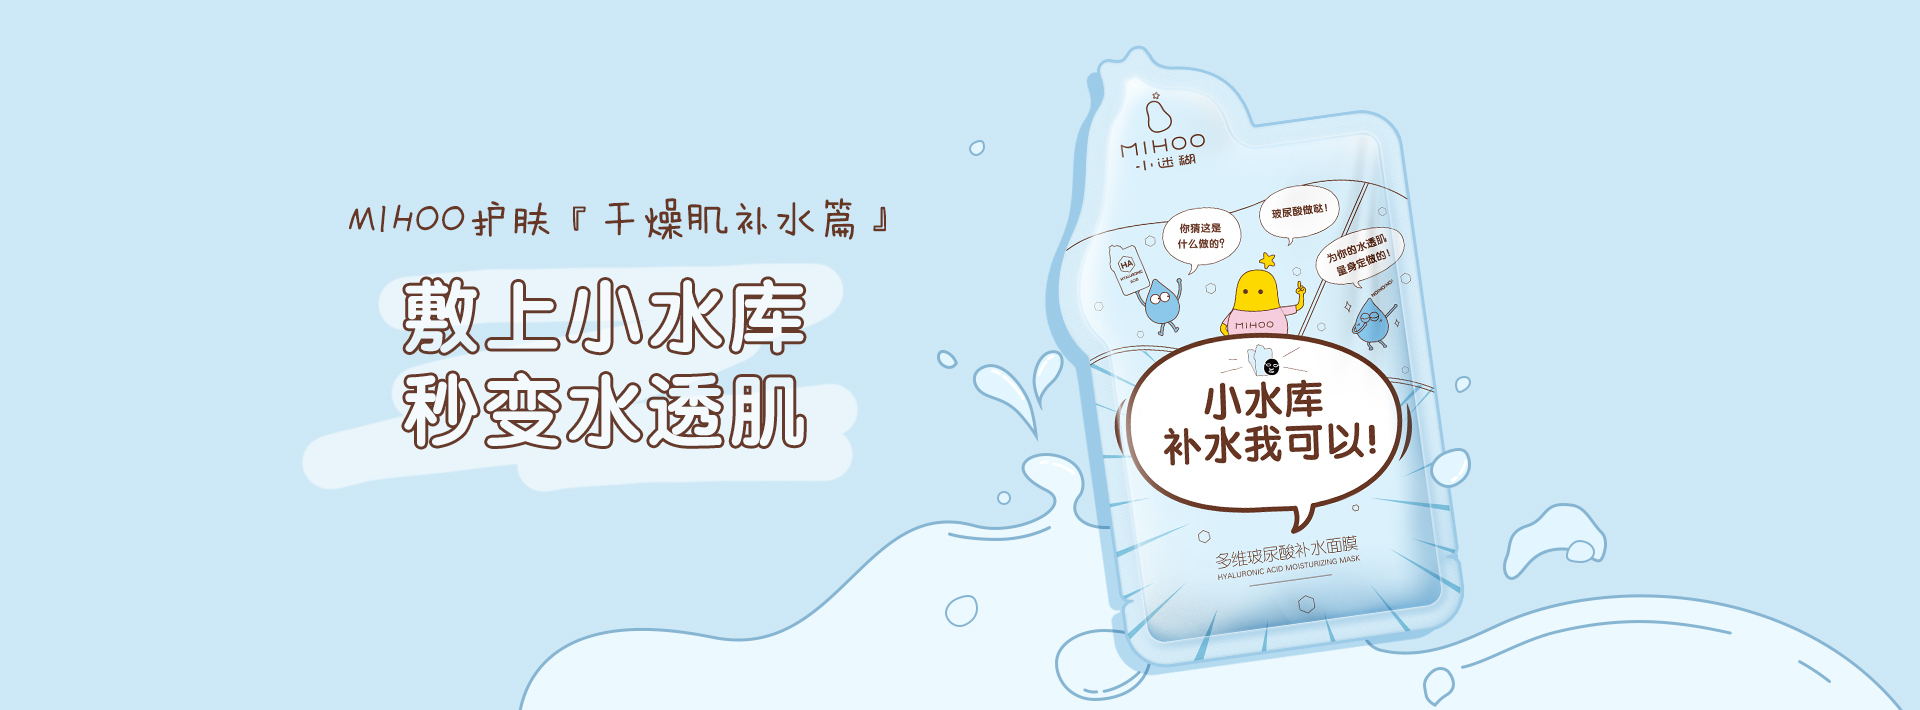 MIHOO护肤『干燥肌补水篇』
敷上小水库
秒变水透肌
MIHOO
小迷糊
你猜这是
什么做的?
玻尿酸做哒!
为你的水透肌
量身定做的!
HA
HYALURONIC
ACID
MIHOO
小水库
补水我可以!
多维玻尿酸补水面膜
HYALURONIC ACID MOISTURIZING MASK